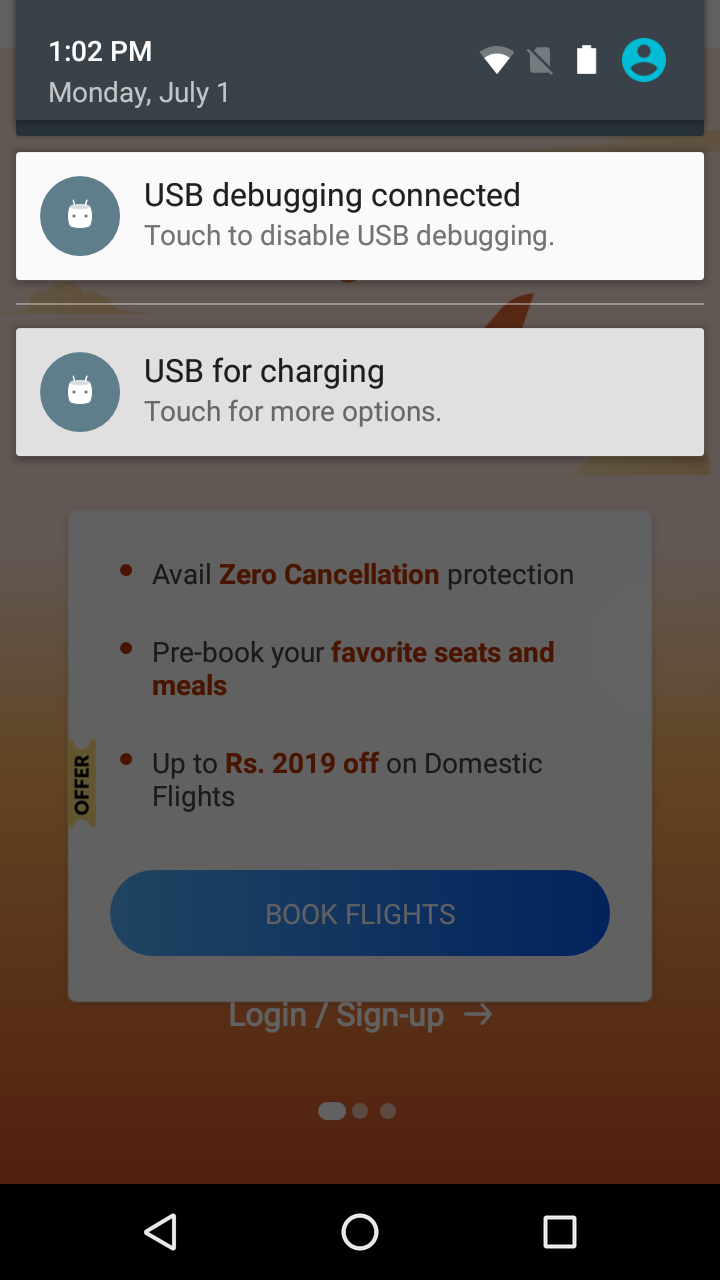 1:02 PM
Monday, July 1
USB debugging connected
Touch to disable USB debugging.
USB for charging
Touch for more options.
Avail Zero Cancellation protection
Pre-book your favorite seats and
meals
Up to Rs. 2019 off on Domestic
Flights
OFFER
BOOK FLIGHTS
Login / Sign-up